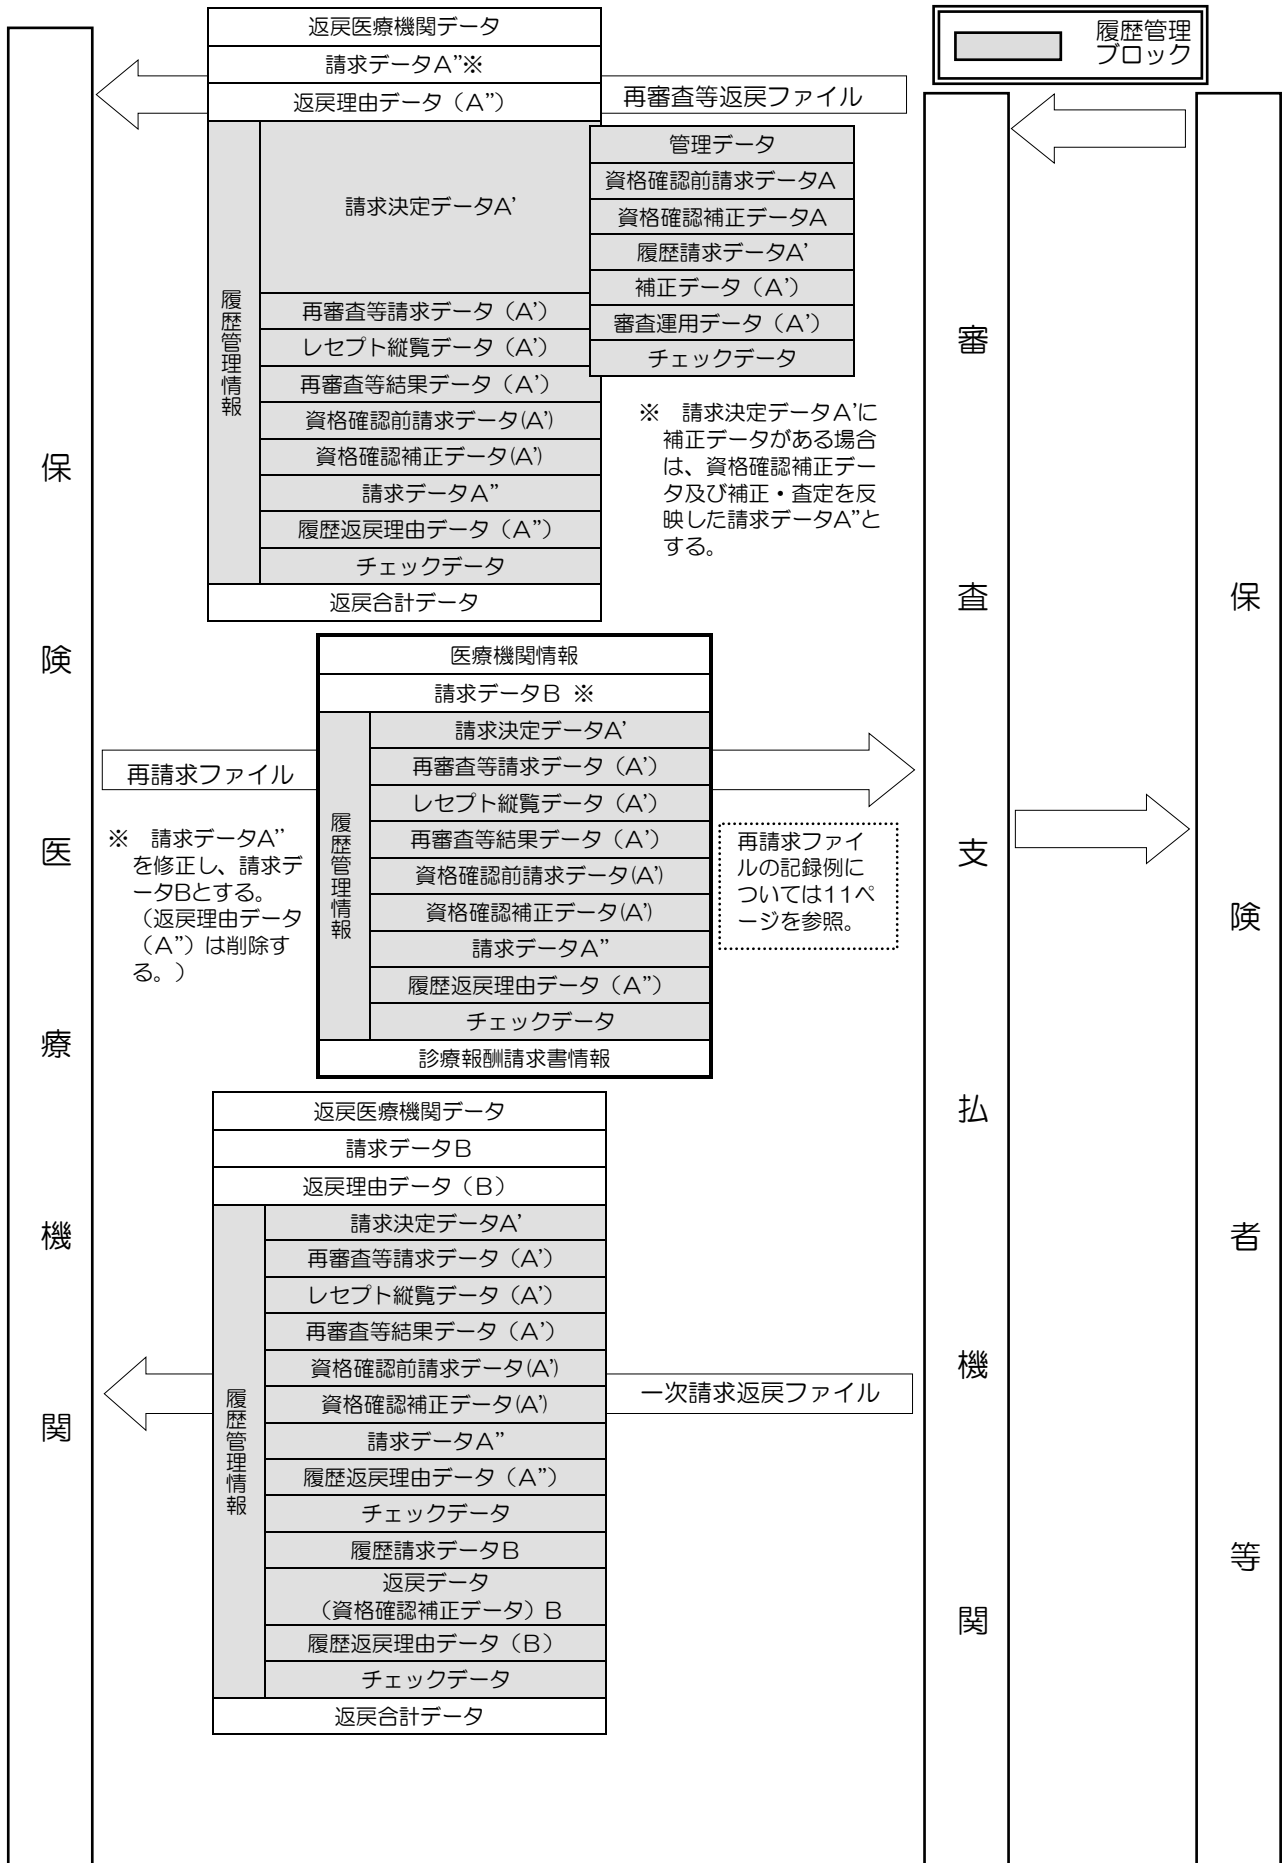 履歴管理
ブロック
保険医療機関
審査支払機関
保険者等
返戻医療機関データ
請求データA”※
返戻理由データ（A”）
再審査等返戻ファイル
履歴管理情報
請求決定データA’
管理データ
資格確認前請求データA
資格確認補正データA
履歴請求データA’
補正データ（A’）
審査運用データ（A’）
チェックデータ
再審査等請求データ（A’）
レセプト縦覧データ（A’）
再審査等結果データ（A’）
資格確認前請求データ(A’)
資格確認補正データ(A’)
請求データA”
履歴返戻理由データ（A”）
チェックデータ
返戻合計データ
※　請求決定データA’に
補正データがある場合
は、資格確認補正デー
タ及び補正・査定を反
映した請求データA”と
する。
医療機関情報
請求データB ※
再請求ファイル
履歴管理情報
請求決定データA’
再審査等請求データ（A’）
レセプト縦覧データ（A’）
再審査等結果データ（A’）
資格確認前請求データ(A’)
資格確認補正データ(A’)
請求データA”
履歴返戻理由データ（A”）
チェックデータ
診療報酬請求書情報
※　請求データA’’
を修正し、請求デ
ータBとする。
（返戻理由データ
（A”）は削除す
る。）
再請求ファイ
ルの記録例に
ついては11ペ
ージを参照。
返戻医療機関データ
請求データB
返戻理由データ（B）
一次請求返戻ファイル
履歴管理情報
請求決定データA’
再審査等請求データ（A’）
レセプト縦覧データ（A’）
再審査等結果データ（A’）
資格確認前請求データ(A’)
資格確認補正データ(A’)
請求データA”
履歴返戻理由データ（A”）
チェックデータ
履歴請求データB
返戻データ
（資格確認補正データ）B
履歴返戻理由データ（B）
チェックデータ
返戻合計データ